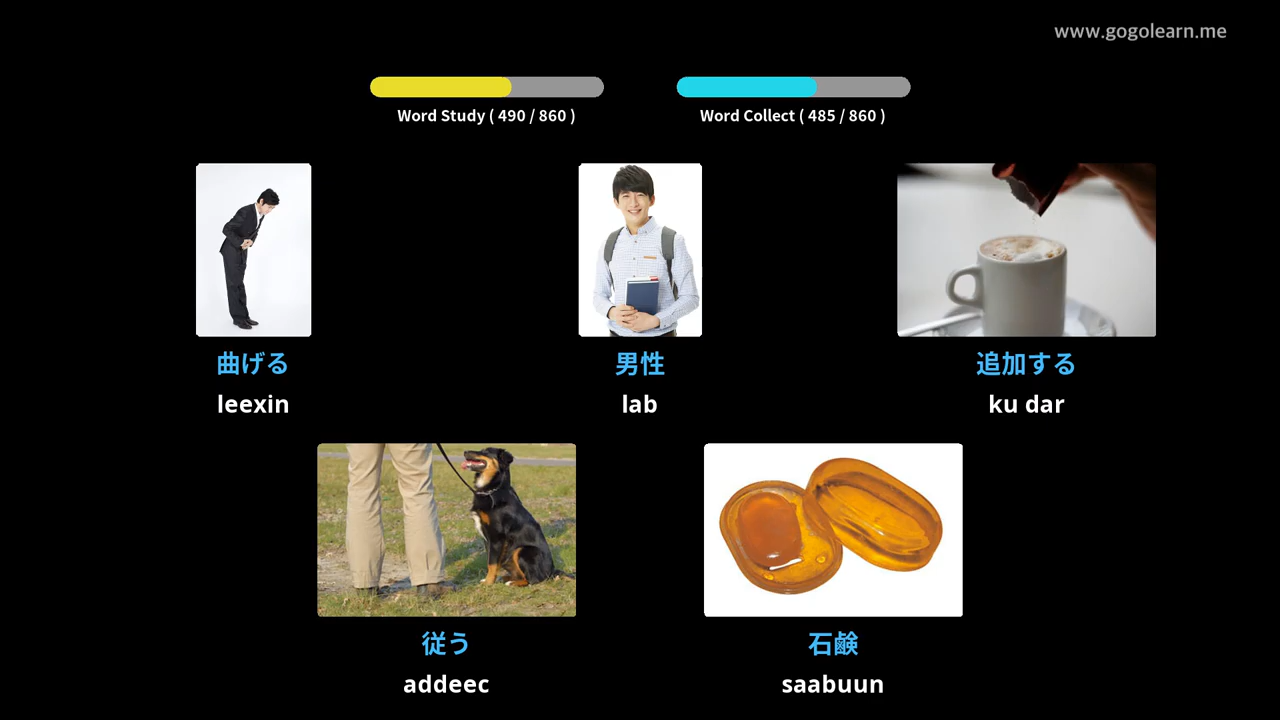 www.gogolearn.me
Word Study ( 490 / 860 )
Word Collect ( 485 / 860 )
曲げる
leexin
男性
lab
追加する
ku dar
従う
addeec
石鹸
saabuun